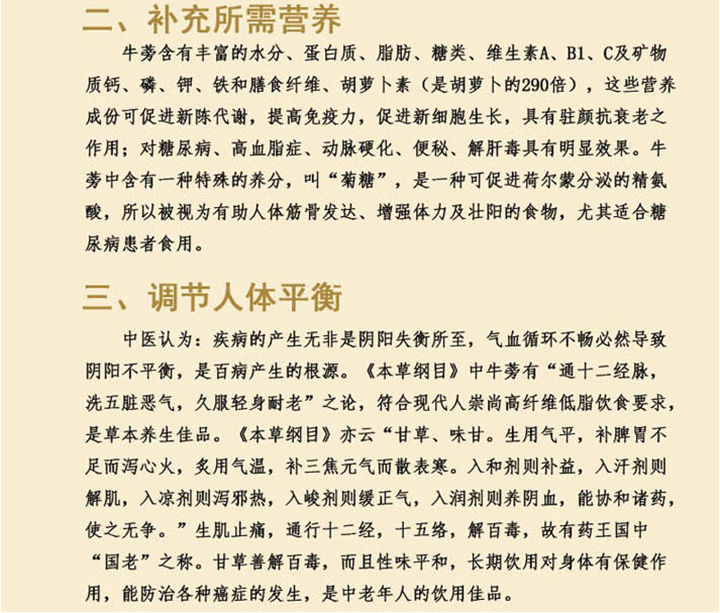 二、补充所需营养
牛蒡含有丰富的水分、蛋白质、脂肪、糖类、维生素A、B1、C及矿物
质钙、磷、钾、铁和膳食纤维、胡萝卜素（是胡萝卜的290倍），这些营养
成份可促进新陈代谢，提高免疫力，促进新细胞生长，具有驻颜抗衰老之
作用；对糖尿病、高血脂症、动脉硬化、便秘、解肝毒具有明显效果。牛
蒡中含有一种特殊的养分，叫“菊糖”，是一种可促进荷尔蒙分泌的精氨
酸，所以被视为有助人体筋骨发达、增强体力及壮阳的食物，尤其适合糖
尿病患者食用。
三、调节人体平衡
中医认为：疾病的产生无非是阴阳失衡所至，气血循环不畅必然导致
阴阳不平衡，是百病产生的根源。《本草纲目》中牛蒡有“通十二经脉，
洗五脏恶气，久服轻身耐老”之论，符合现代人崇尚高纤维低脂饮食要求，
是草本养生佳品。《本草纲目》亦云“甘草、味甘。生用气平，补脾胃不
足而泻心火，炙用气温，补三焦元气而散表寒。入和剂则补益，入汗剂则
解肌，入凉剂则泻邪热，入峻剂则缓正气，入润剂则养阴血，能协和诸药，
使之无争。”生肌止痛，通行十二经，十五络，解百毒，故有药王国中
“国老”之称。甘草善解百毒，而且性味平和，长期饮用对身体有保健作
用，能防治各种癌症的发生，是中老年人的饮用佳品。